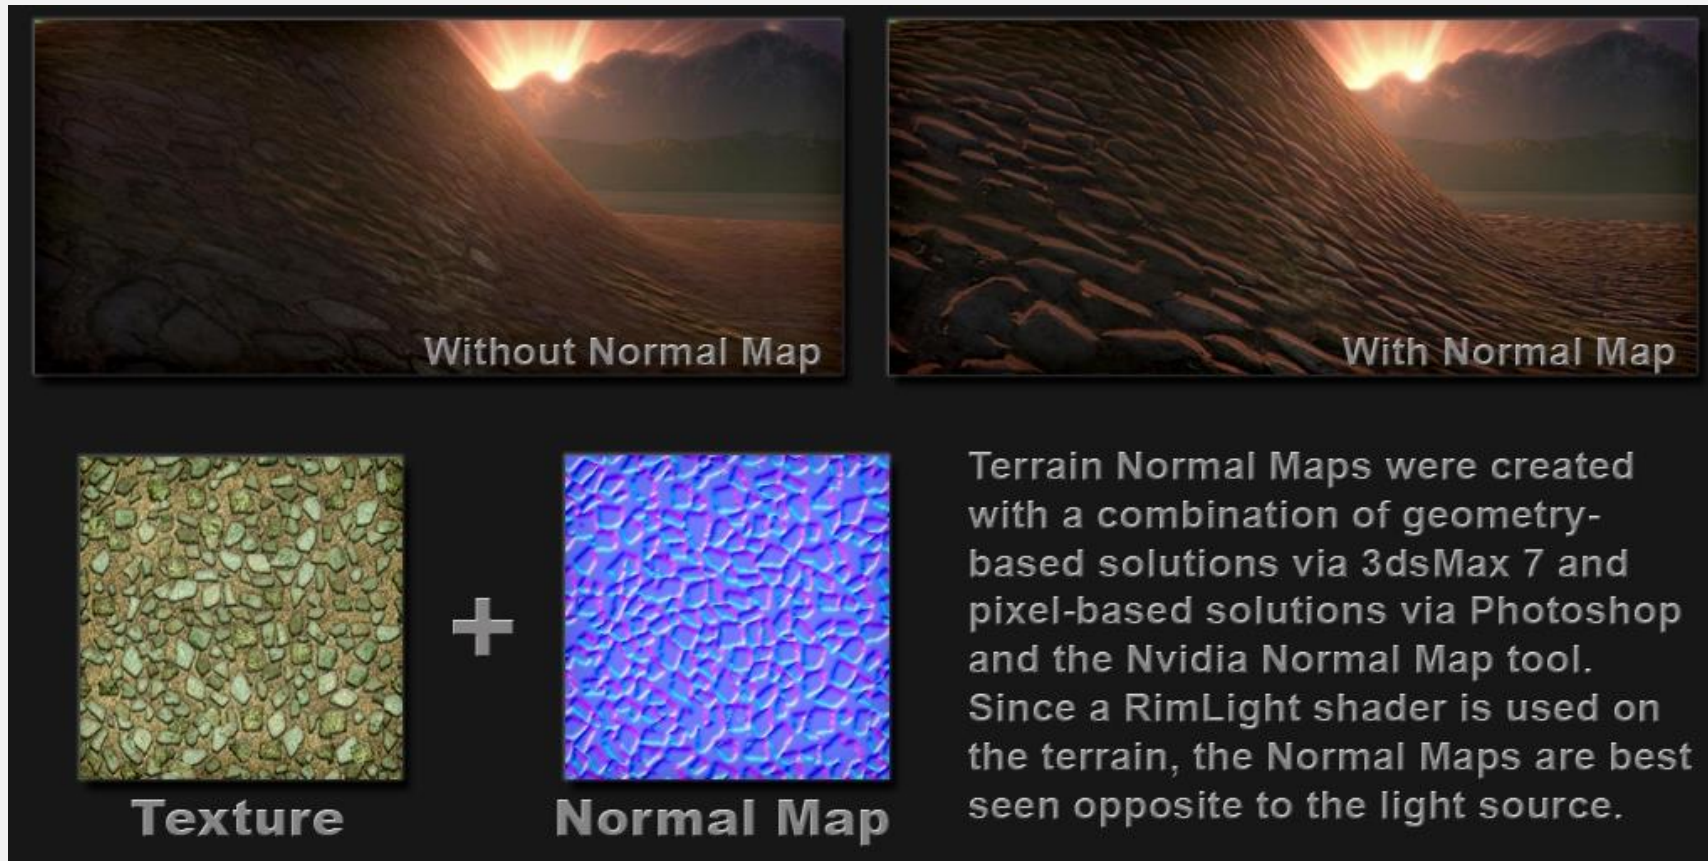 Without Normal Map
With Normal Map
Texture
+
Normal Map
Terrain Normal Maps were created
with a combination of geometry-
based solutions via 3dsMax 7 and
pixel-based solutions via Photoshop
and the Nvidia Normal Map tool.
Since a RimLight shader is used on
the terrain, the Normal Maps are best
seen opposite to the light source.